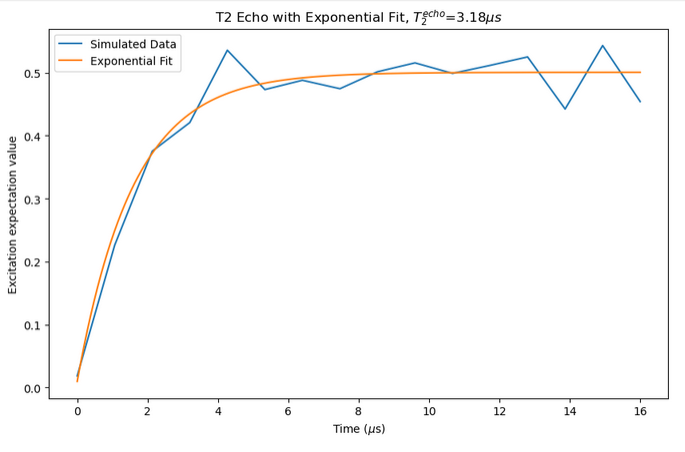 T2 Echo with Exponential Fit, $T_2^{echo}$=3.18μs
Simulated Data
Exponential Fit
Excitation expectation value
0.5
0.4
0.3
0.2
0.1
0.0
0 2 4 6 8 10 12 14 16
Time (μs)